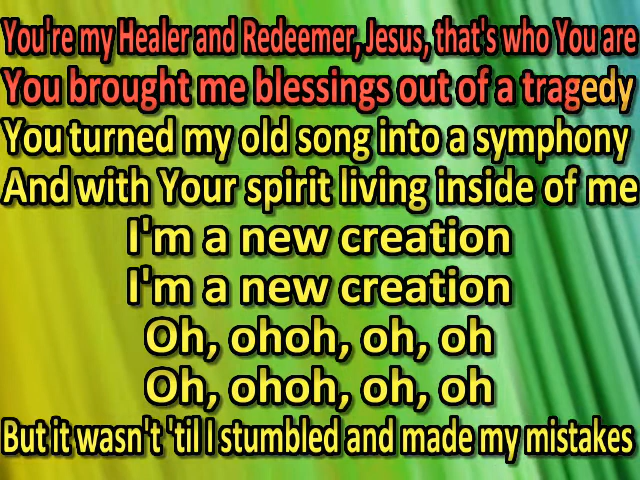 You're my Healer and Redeemer, Jesus, that's who You are
You brought me blessings out of a tragedy
You turned my old song into a symphony
And with Your spirit living inside of me
I'm a new creation
I'm a new creation
Oh, ohoh, oh, oh
Oh, ohoh, oh, oh
But it wasn't 'til I stumbled and made my mistakes